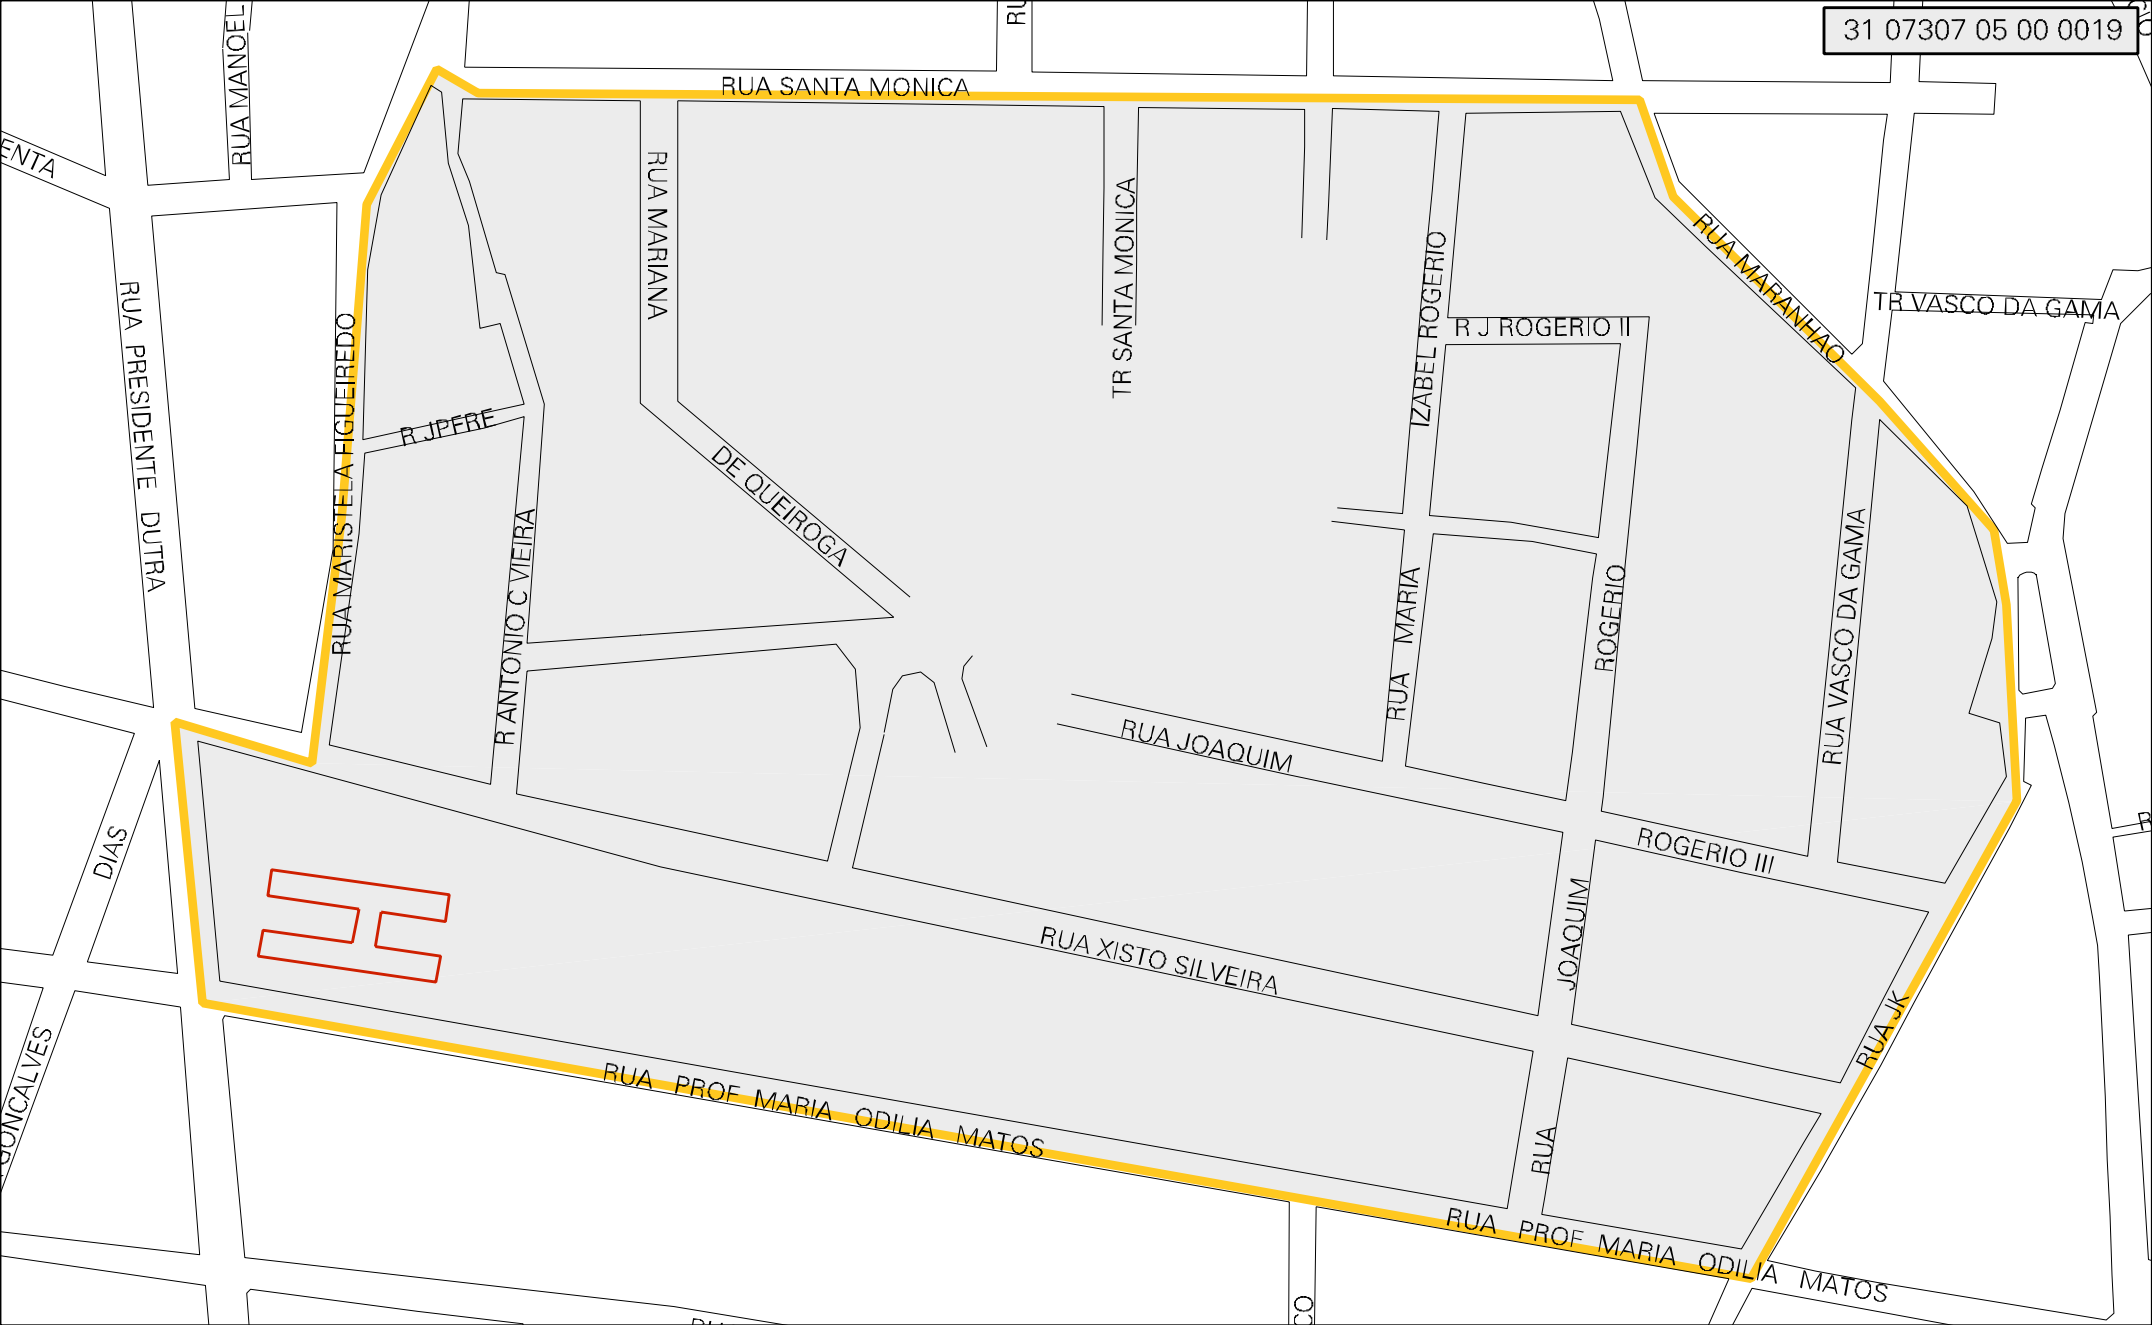 31 07307 05 00 0019
RUA MANOEL
RUA SANTA MONICA
ENTA
RUA MARIANA
DE QUEIROGA
TR SANTA MONICA
RUA MARANHAO
TR VASCO DA GAMA
RUA PRESIDENTE DUTRA
RUA MARISTELA FIGUEIREDO
R J ROGERIO II
RUA MARIA
IZABEL ROGERIO
R JPFRE
R ANTONIO C VIEIRA
RUA VASCO DA GAMA
RUA JOAQUIM
ROGERIO III
DIAS
RUA
JOAQUIM
ROGERIO
RUA XISTO SILVEIRA
RUA JK
GONCALVES
RUA PROF MARIA ODILIA MATOS
RUA PROF MARIA ODILIA MATOS
CO